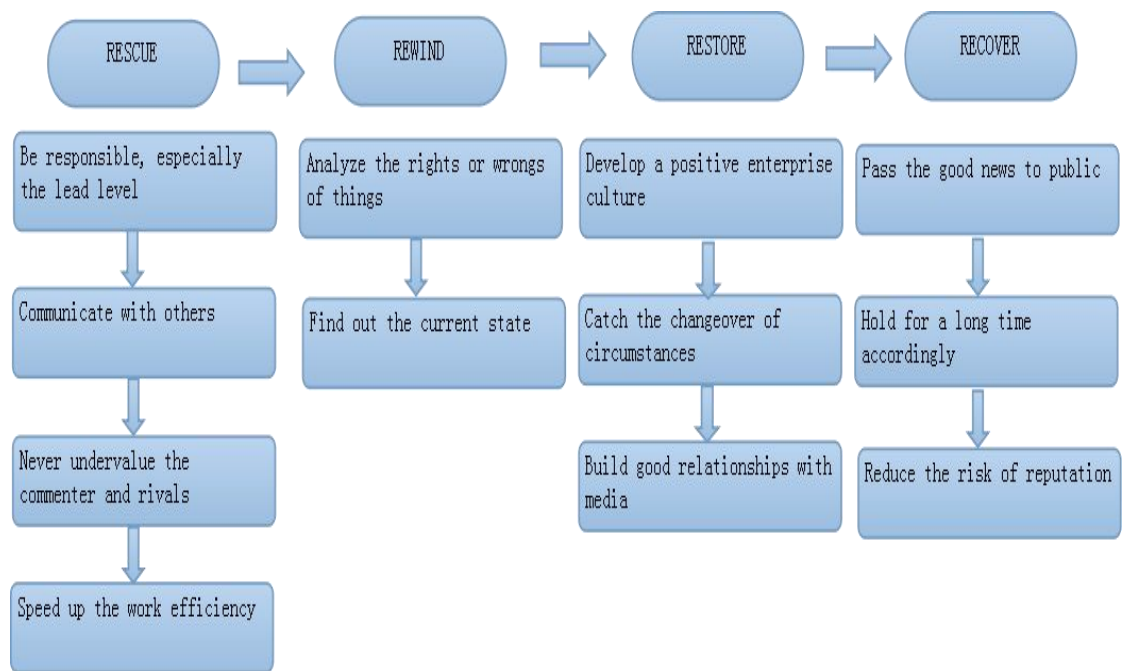 RESCUE
REWIND
RESTORE
RECOVER
Be responsible, especially
the lead level
Communicate with others
Never undervalue the
commenter and rivals
Speed up the work efficiency
Analyze the rights or wrongs
of things
Find out the current state
Develop a positive enterprise
culture
Catch the changeover of
circumstances
Build good relationships with
media
Pass the good news to public
Hold for a long time
accordingly
Reduce the risk of reputation